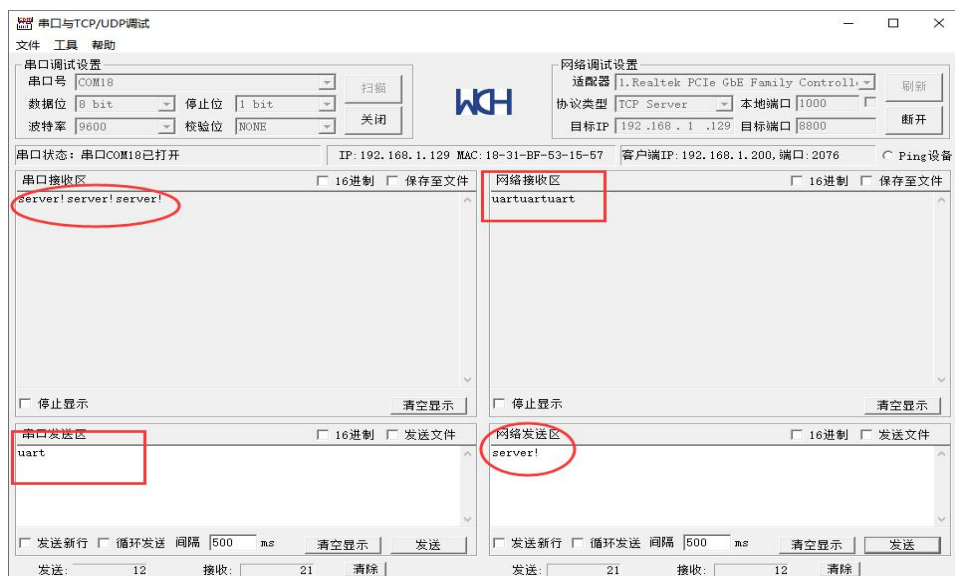 串口与TCP/UDP调试
文件 工具 帮助
串口调试设置
串口号 COM18 扫描
数据位 8 bit 停止位 1 bit
波特率 9600 校验位 NONE 关闭
WCH
网络调试设置
适配器 1.Realtek PCIe GbE Family Controll 刷新
协议类型 TCP Server 本地端口 1000
目标IP 192 .168 . 1 .129 目标端口 8800 断开
串口状态: 串口COM18已打开 IP:192.168.1.129 MAC:18-31-BF-53-15-57 客户端IP:192.168.1.200,端口:2076 Ping设备
串口接收区 16进制 保存至文件
server!server!server!
停止显示 清空显示
网络接收区 16进制 保存至文件
uartuartuart
停止显示 清空显示
串口发送区 16进制 发送文件
uart
发送新行 循环发送 间隔 500 ms 清空显示 发送
发送: 12 接收: 21 清除
网络发送区 16进制 发送文件
server!
发送新行 循环发送 间隔 500 ms 清空显示 发送
发送: 21 接收: 12 清除